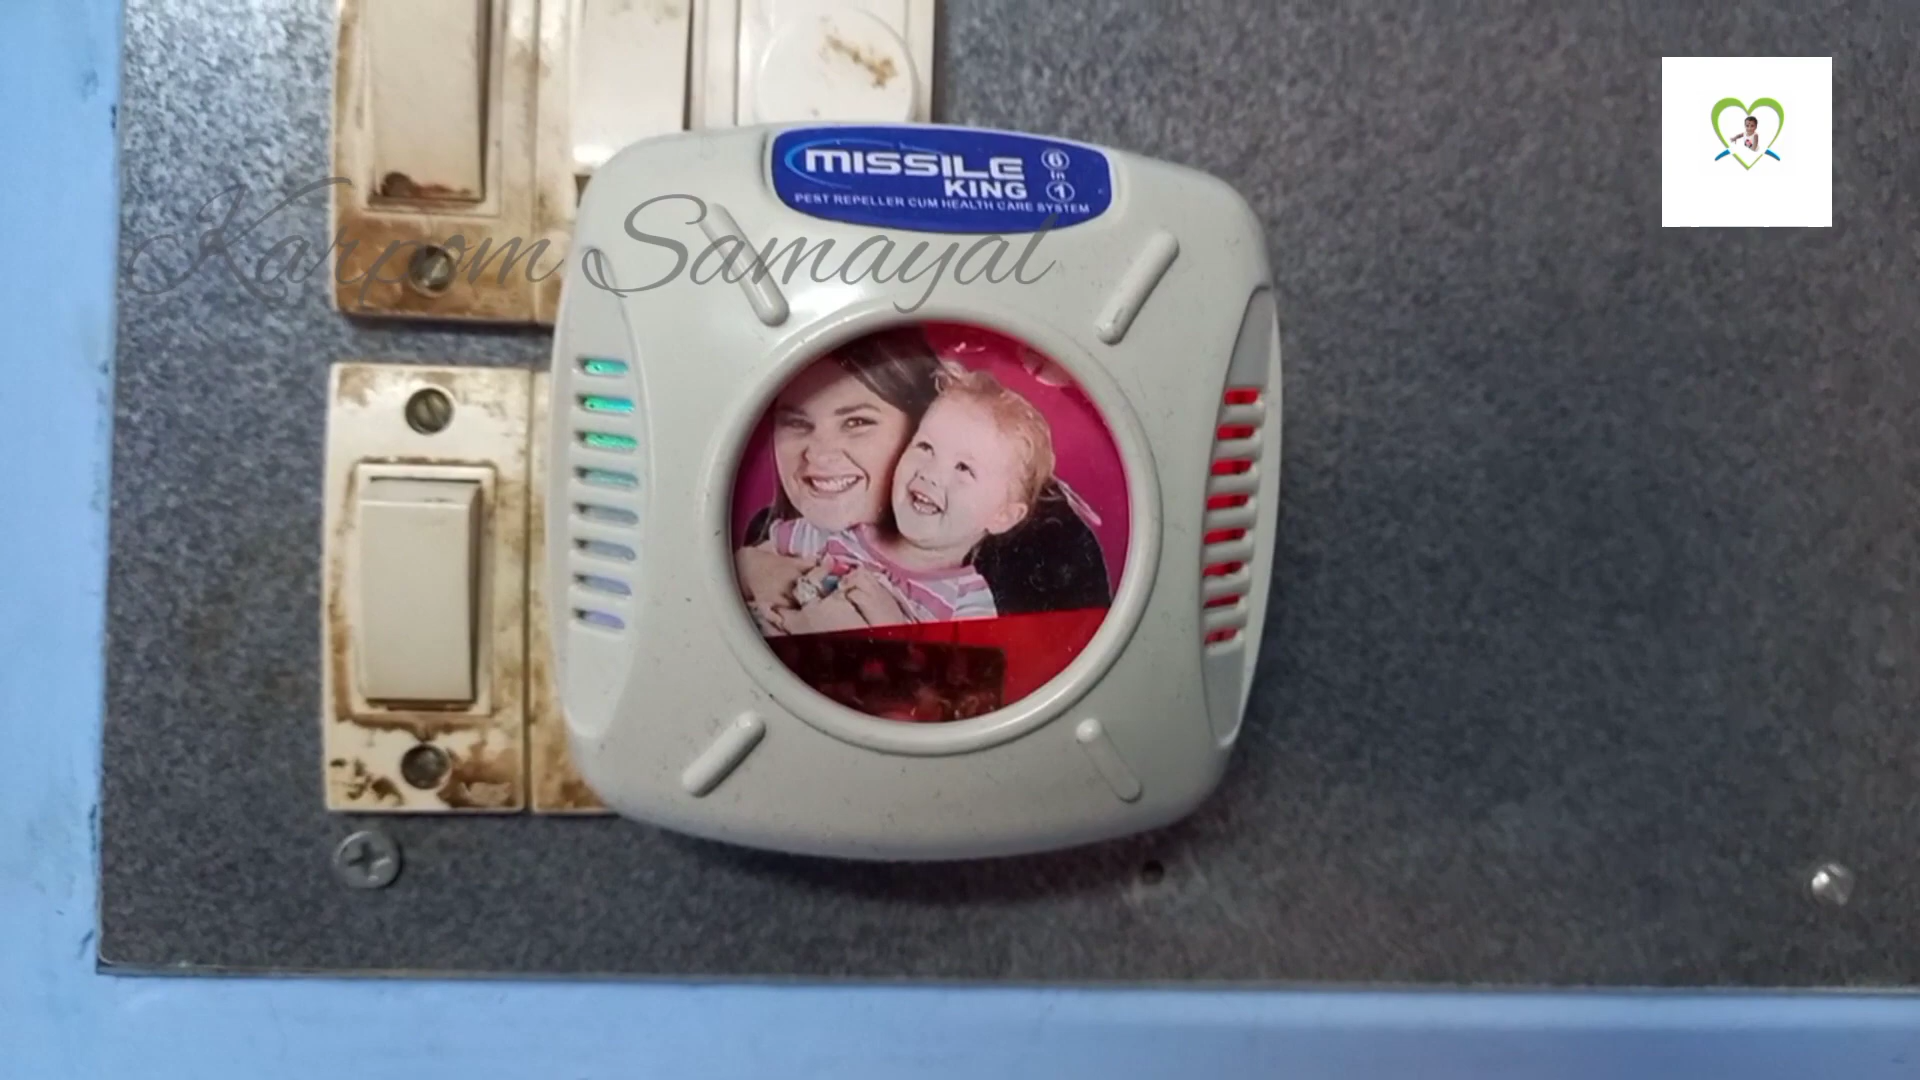 MISSILE
KING
6
in
1
PEST REPELLER CUM HEALTH CARE SYSTEM
Karpom Samayal